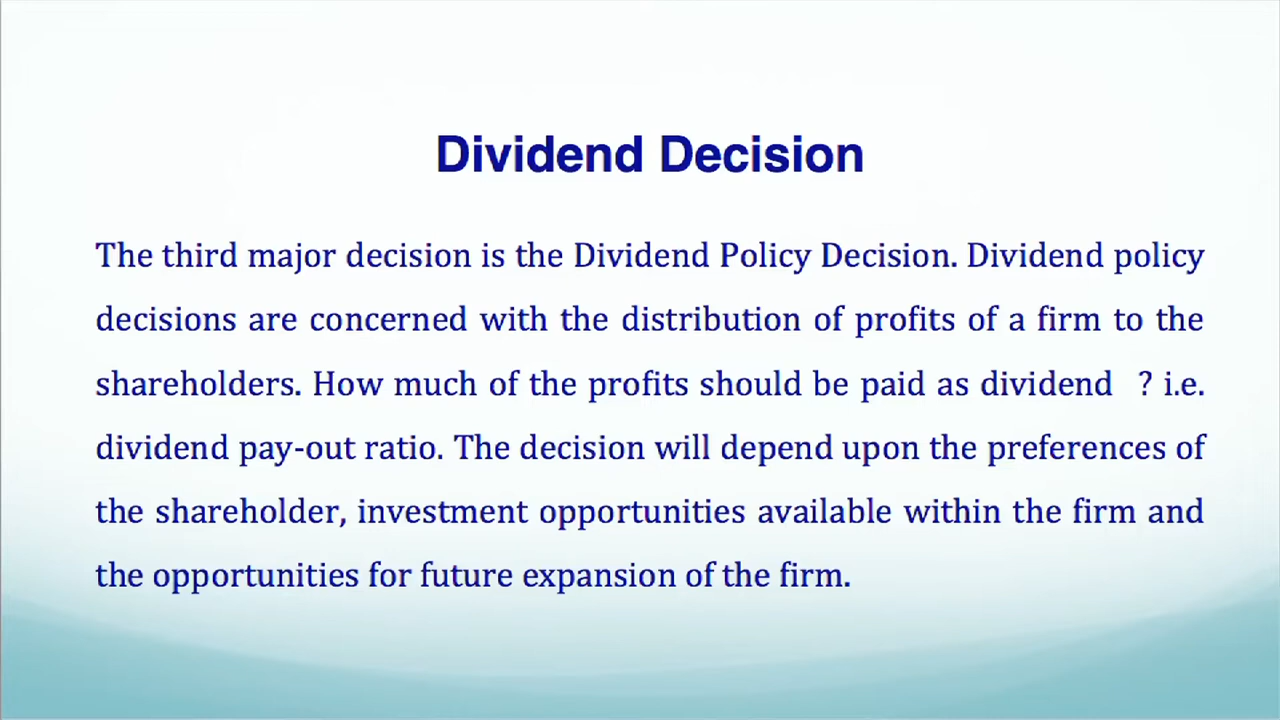 Dividend Decision
The third major decision is the Dividend Policy Decision. Dividend policy
decisions are concerned with the distribution of profits of a firm to the
shareholders. How much of the profits should be paid as dividend ? i.e.
dividend pay-out ratio. The decision will depend upon the preferences of
the shareholder, investment opportunities available within the firm and
the opportunities for future expansion of the firm.